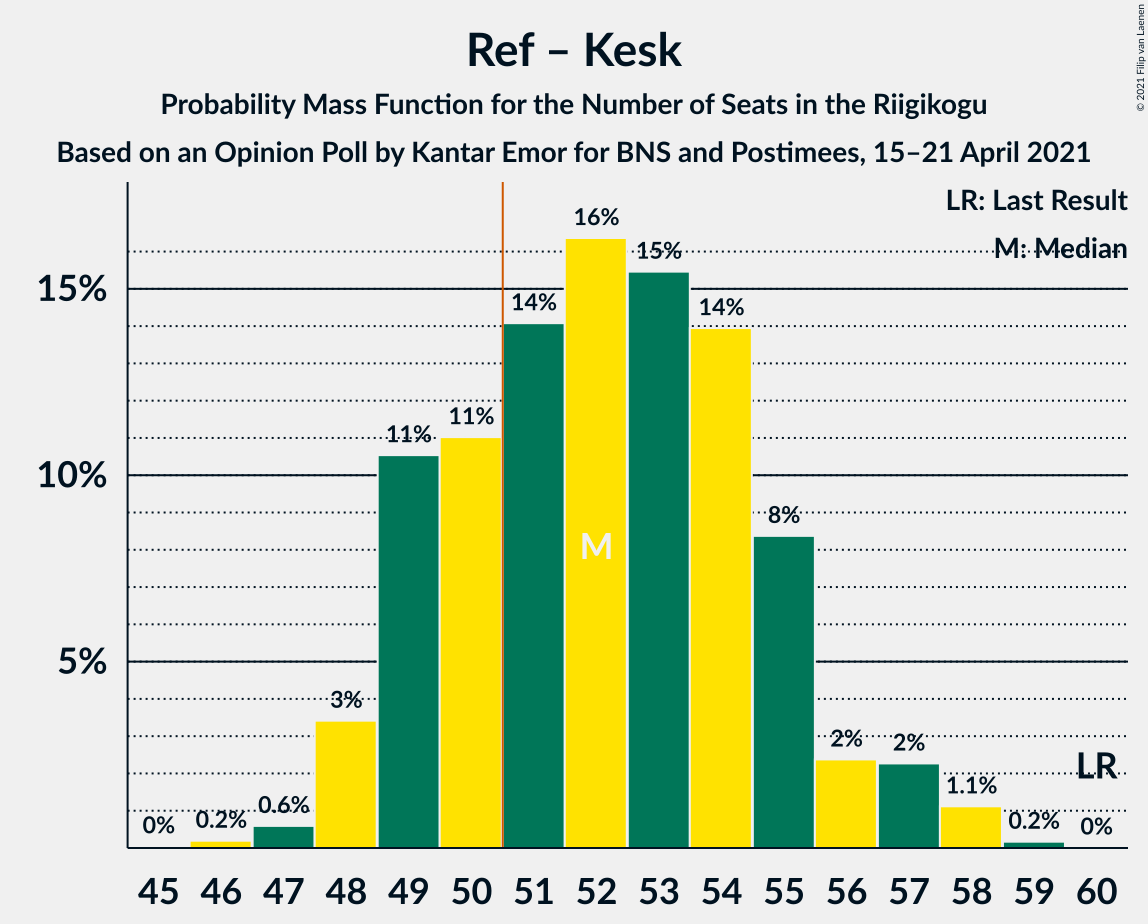 Ref – Kesk
Probability Mass Function for the Number of Seats in the Riigikogu
Based on an Opinion Poll by Kantar Emor for BNS and Postimees, 15–21 April 2021
© 2021 Filip van Laenen
LR: Last Result
M: Median
15%
10%
5%
0%
0.2%
0.6%
3%
11%
11%
14%
16%
15%
14%
8%
2%
2%
1.1%
0.2%
0%
M
LR
45 46 47 48 49 50 51 52 53 54 55 56 57 58 59 60